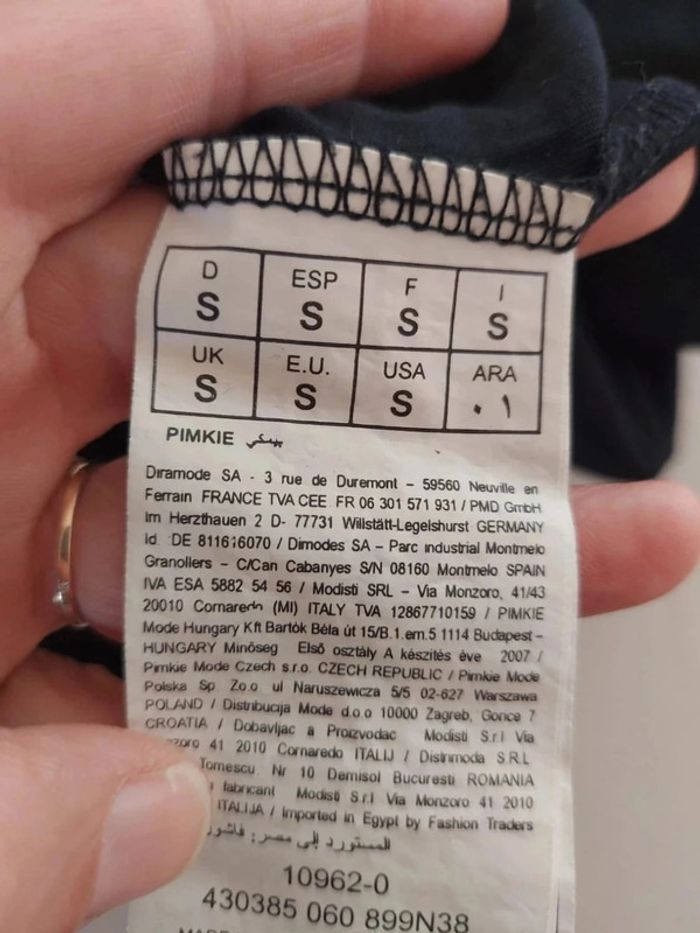 D ESP F I
S S S S
UK E.U. USA ARA
S S S ٠١
PIMKIE بيمكي
Diramode SA - 3 rue de Duremont – 59560 Neuville en
Ferrain FRANCE TVA CEE FR 06 301 571 931 / PMD GmbH
Im Herzthauen 2 D- 77731 Willstätt-Legelshurst GERMANY
Id DE 811616070 / Dimodes SA – Parc industrial Montmelo
Granollers – C/Can Cabanyes S/N 08160 Montmelo SPAIN
IVA ESA 5882 54 56 / Modisti SRL – Via Monzoro, 41/43
20010 Cornaredo (MI) ITALY TVA 12867710159 / PIMKIE
Mode Hungary Kft Bartók Béla út 15/B.1.em.5 1114 Budapest –
HUNGARY Minőseg Első osztály A készítés éve 2007 /
Pimkie Mode Czech s.r.o. CZECH REPUBLIC / Pimkie Mode
Polska Sp Zo.o ul Naruszewicza 5/5 02-627 Warszawa
POLAND / Distribucija Mode d.o.o 10000 Zagreb, Gorice 7
CROATIA / Dobavljac a Proizvodac Modisti S.r.l Via
41 2010 Cornaredo ITALIJ / Distrimoda S.R.L
Tomescu Nr 10 Demisol Bucuresti ROMANIA
fabricant Modisti S.r.l Via Monzoro 41 2010
ITALIJA / Imported in Egypt by Fashion Traders
المستورد إلى مصر:
10962-0
430385 060 899N38